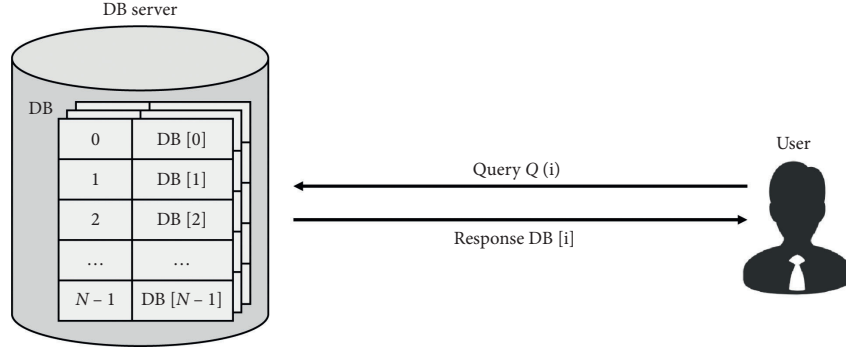 DB server
DB
0 DB [0]
1 DB [1]
2 DB [2]
... ...
N – 1 DB [N – 1]
User
Query Q (i)
Response DB [i]